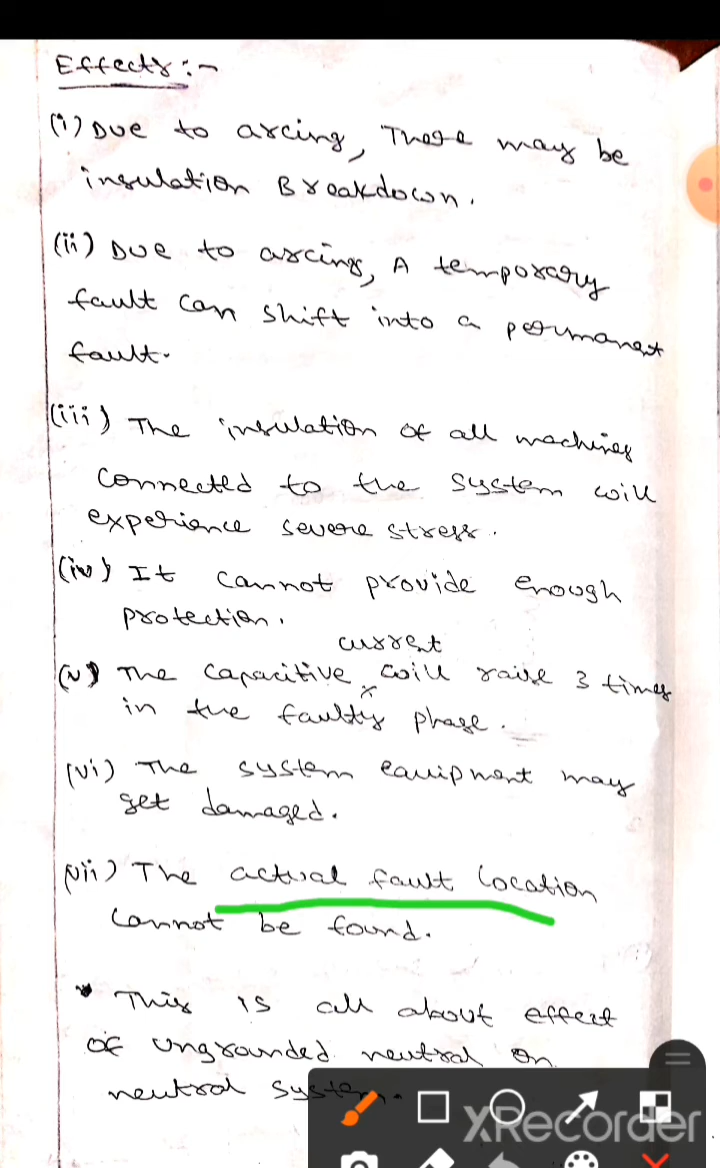 Effects :-
(i) Due to arcing, There may be
insulation Breakdown.
(ii) Due to arcing, A temporary
fault can shift into a permanent
fault.
(iii) The insulation of all machines
connected to the system will
experience severe stress.
(iv) It cannot provide enough
protection.
current
(v) The capacitive x will raise 3 times
in the faulty phase.
(vi) The system equipment may
get damaged.
(vii) The actual fault location
cannot be found.
* This is all about effect
of ungrounded neutral on
neutral system.
XRecorder